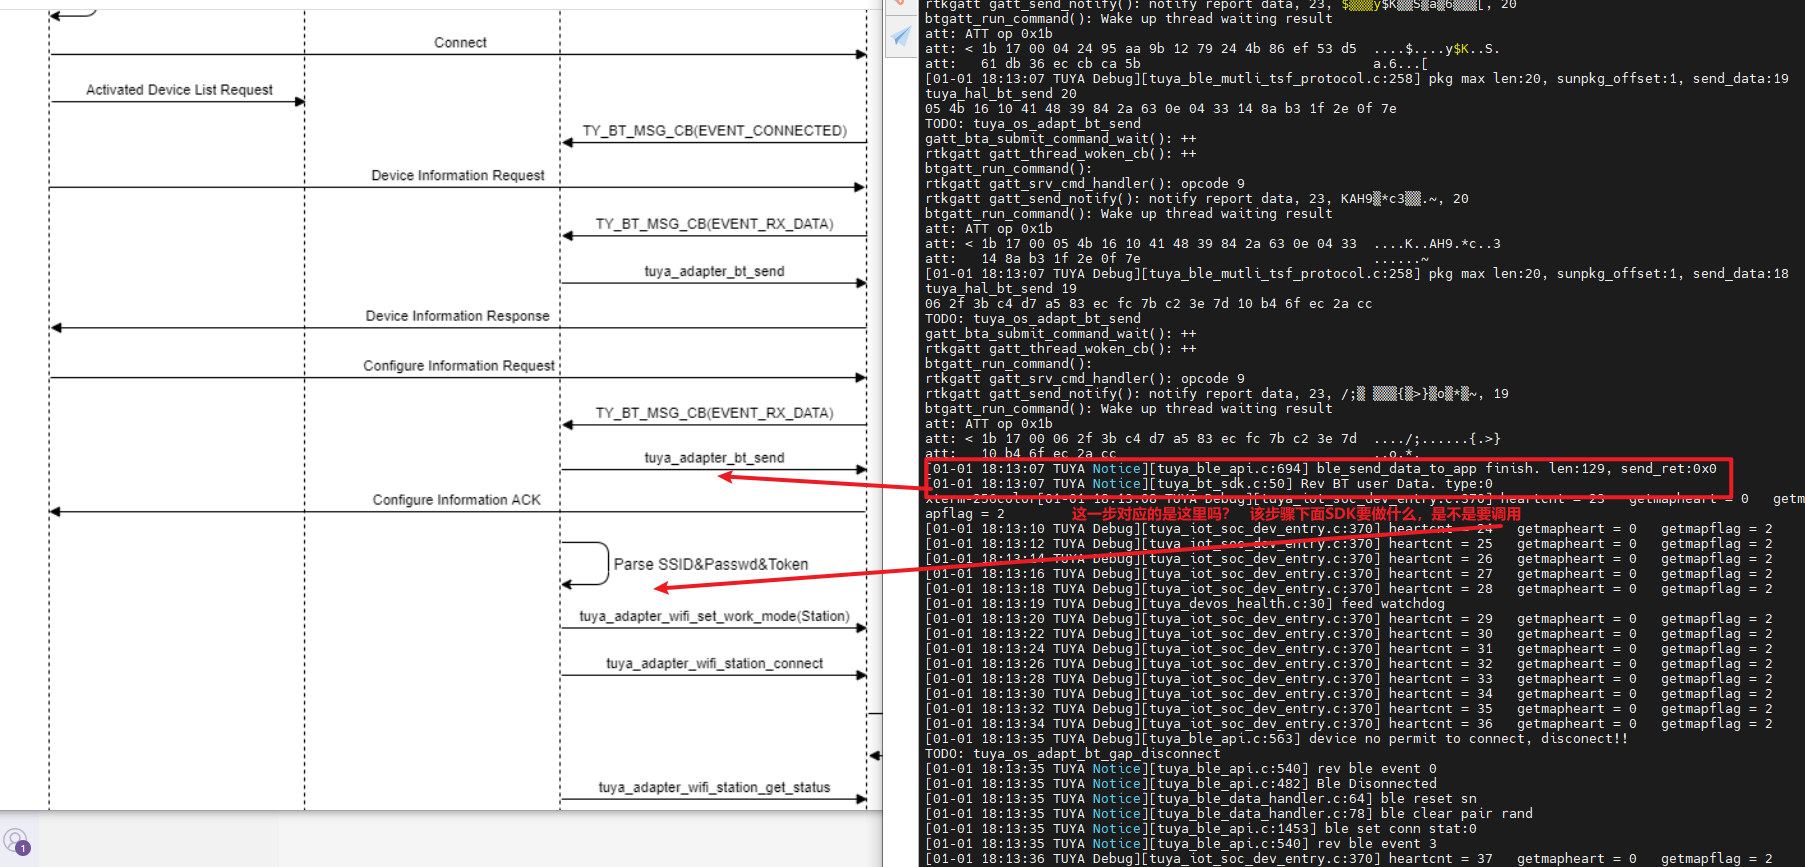 Connect
Activated Device List Request
TY_BT_MSG_CB(EVENT_CONNECTED)
Device Information Request
TY_BT_MSG_CB(EVENT_RX_DATA)
tuya_adapter_bt_send
Device Information Response
Configure Information Request
TY_BT_MSG_CB(EVENT_RX_DATA)
tuya_adapter_bt_send
Configure Information ACK
Parse SSID&Passwd&Token
tuya_adapter_wifi_set_work_mode(Station)
tuya_adapter_wifi_station_connect
tuya_adapter_wifi_station_get_status
1
rtkgatt gatt_send_notify(): notify report data, 23, $▒▒▒y$K▒▒S▒a▒6▒▒▒[, 20
btgatt_run_command(): Wake up thread waiting result
att: ATT op 0x1b
att: < 1b 17 00 04 24 95 aa 9b 12 79 24 4b 86 ef 53 d5 ....$....y$K..S.
att: 61 db 36 ec cb ca 5b a.6...[
[01-01 18:13:07 TUYA Debug][tuya_ble_mutli_tsf_protocol.c:258] pkg max len:20, sunpkg_offset:1, send_data:19
tuya_hal_bt_send 20
05 4b 16 10 41 48 39 84 2a 63 0e 04 33 14 8a b3 1f 2e 0f 7e
TODO: tuya_os_adapt_bt_send
gatt_bta_submit_command_wait(): ++
rtkgatt gatt_thread_woken_cb(): ++
btgatt_run_command():
rtkgatt gatt_srv_cmd_handler(): opcode 9
rtkgatt gatt_send_notify(): notify report data, 23, KAH9▒*c3▒▒.~, 20
btgatt_run_command(): Wake up thread waiting result
att: ATT op 0x1b
att: < 1b 17 00 05 4b 16 10 41 48 39 84 2a 63 0e 04 33 ....K..AH9.*c..3
att: 14 8a b3 1f 2e 0f 7e ......~
[01-01 18:13:07 TUYA Debug][tuya_ble_mutli_tsf_protocol.c:258] pkg max len:20, sunpkg_offset:1, send_data:18
tuya_hal_bt_send 19
06 2f 3b c4 d7 a5 83 ec fc 7b c2 3e 7d 10 b4 6f ec 2a cc
TODO: tuya_os_adapt_bt_send
gatt_bta_submit_command_wait(): ++
rtkgatt gatt_thread_woken_cb(): ++
btgatt_run_command():
rtkgatt gatt_srv_cmd_handler(): opcode 9
rtkgatt gatt_send_notify(): notify report data, 23, /;▒ ▒▒▒{▒>}▒o▒*▒~, 19
btgatt_run_command(): Wake up thread waiting result
att: ATT op 0x1b
att: < 1b 17 00 06 2f 3b c4 d7 a5 83 ec fc 7b c2 3e 7d ..../;......{.>}
att: 10 b4 6f ec 2a cc ..o.*.
[01-01 18:13:07 TUYA Notice][tuya_ble_api.c:694] ble_send_data_to_app finish. len:129, send_ret:0x0
[01-01 18:13:07 TUYA Notice][tuya_bt_sdk.c:50] Rev BT user Data. type:0
xterm-256color[01-01 18:13:08 TUYA Debug][tuya_iot_soc_dev_entry.c:370] heartcnt = 23 getmapheart = 0 getm
apflag = 2
这一步对应的是这里吗？ 该步骤下面SDK要做什么，是不是要调用
[01-01 18:13:10 TUYA Debug][tuya_iot_soc_dev_entry.c:370] heartcnt = 24 getmapheart = 0 getmapflag = 2
[01-01 18:13:12 TUYA Debug][tuya_iot_soc_dev_entry.c:370] heartcnt = 25 getmapheart = 0 getmapflag = 2
[01-01 18:13:14 TUYA Debug][tuya_iot_soc_dev_entry.c:370] heartcnt = 26 getmapheart = 0 getmapflag = 2
[01-01 18:13:16 TUYA Debug][tuya_iot_soc_dev_entry.c:370] heartcnt = 27 getmapheart = 0 getmapflag = 2
[01-01 18:13:18 TUYA Debug][tuya_iot_soc_dev_entry.c:370] heartcnt = 28 getmapheart = 0 getmapflag = 2
[01-01 18:13:19 TUYA Debug][tuya_devos_health.c:30] feed watchdog
[01-01 18:13:20 TUYA Debug][tuya_iot_soc_dev_entry.c:370] heartcnt = 29 getmapheart = 0 getmapflag = 2
[01-01 18:13:22 TUYA Debug][tuya_iot_soc_dev_entry.c:370] heartcnt = 30 getmapheart = 0 getmapflag = 2
[01-01 18:13:24 TUYA Debug][tuya_iot_soc_dev_entry.c:370] heartcnt = 31 getmapheart = 0 getmapflag = 2
[01-01 18:13:26 TUYA Debug][tuya_iot_soc_dev_entry.c:370] heartcnt = 32 getmapheart = 0 getmapflag = 2
[01-01 18:13:28 TUYA Debug][tuya_iot_soc_dev_entry.c:370] heartcnt = 33 getmapheart = 0 getmapflag = 2
[01-01 18:13:30 TUYA Debug][tuya_iot_soc_dev_entry.c:370] heartcnt = 34 getmapheart = 0 getmapflag = 2
[01-01 18:13:32 TUYA Debug][tuya_iot_soc_dev_entry.c:370] heartcnt = 35 getmapheart = 0 getmapflag = 2
[01-01 18:13:34 TUYA Debug][tuya_iot_soc_dev_entry.c:370] heartcnt = 36 getmapheart = 0 getmapflag = 2
[01-01 18:13:35 TUYA Debug][tuya_ble_api.c:563] device no permit to connect, disconect!!
TODO: tuya_os_adapt_bt_gap_disconnect
[01-01 18:13:35 TUYA Notice][tuya_ble_api.c:540] rev ble event 0
[01-01 18:13:35 TUYA Notice][tuya_ble_api.c:482] Ble Disonnected
[01-01 18:13:35 TUYA Notice][tuya_ble_data_handler.c:64] ble reset sn
[01-01 18:13:35 TUYA Notice][tuya_ble_data_handler.c:78] ble clear pair rand
[01-01 18:13:35 TUYA Notice][tuya_ble_api.c:1453] ble set conn stat:0
[01-01 18:13:35 TUYA Notice][tuya_ble_api.c:540] rev ble event 3
[01-01 18:13:36 TUYA Debug][tuya_iot_soc_dev_entry.c:370] heartcnt = 37 getmapheart = 0 getmapflag = 2